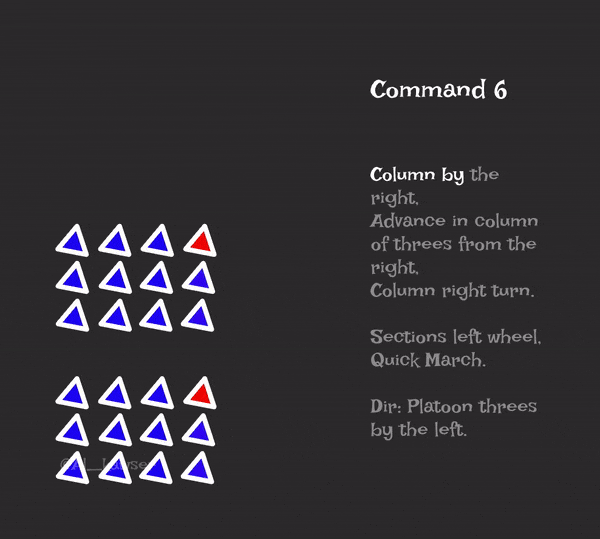 Command 6
Column by the
right,
Advance in column
of threes from the
right,
Column right turn.
Sections left wheel,
Quick March.
Dir: Platoon threes
by the left.